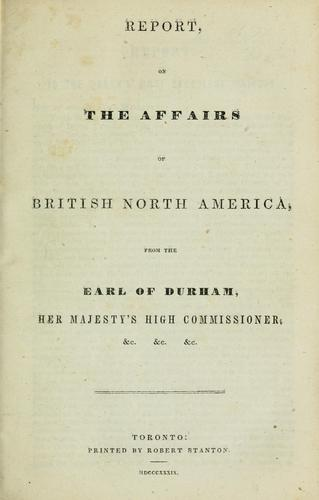 REPORT,
ON
THE AFFAIRS
OF
BRITISH NORTH AMERICA,
FROM THE
EARL OF DURHAM,
HER MAJESTY'S HIGH COMMISSIONER;
&c. &c. &c.
TORONTO:
PRINTED BY ROBERT STANTON.
MDCCCXXXIX.